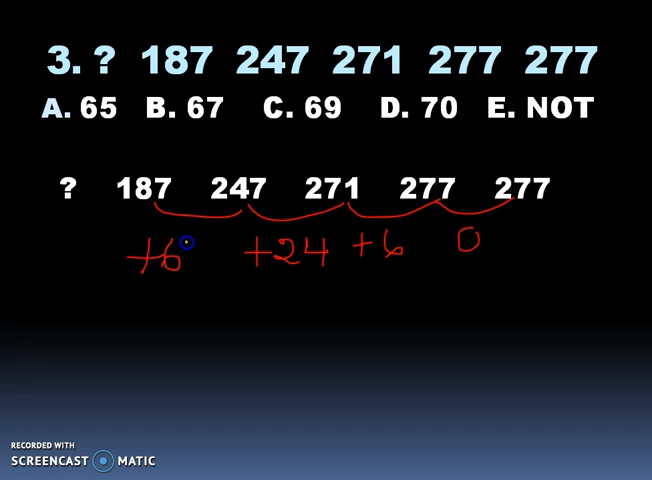 3. ? 187 247 271 277 277
A. 65 B. 67 C. 69 D. 70 E. NOT
? 187 247 271 277 277
+6 +24 +6 0
RECORDED WITH
SCREENCAST MATIC